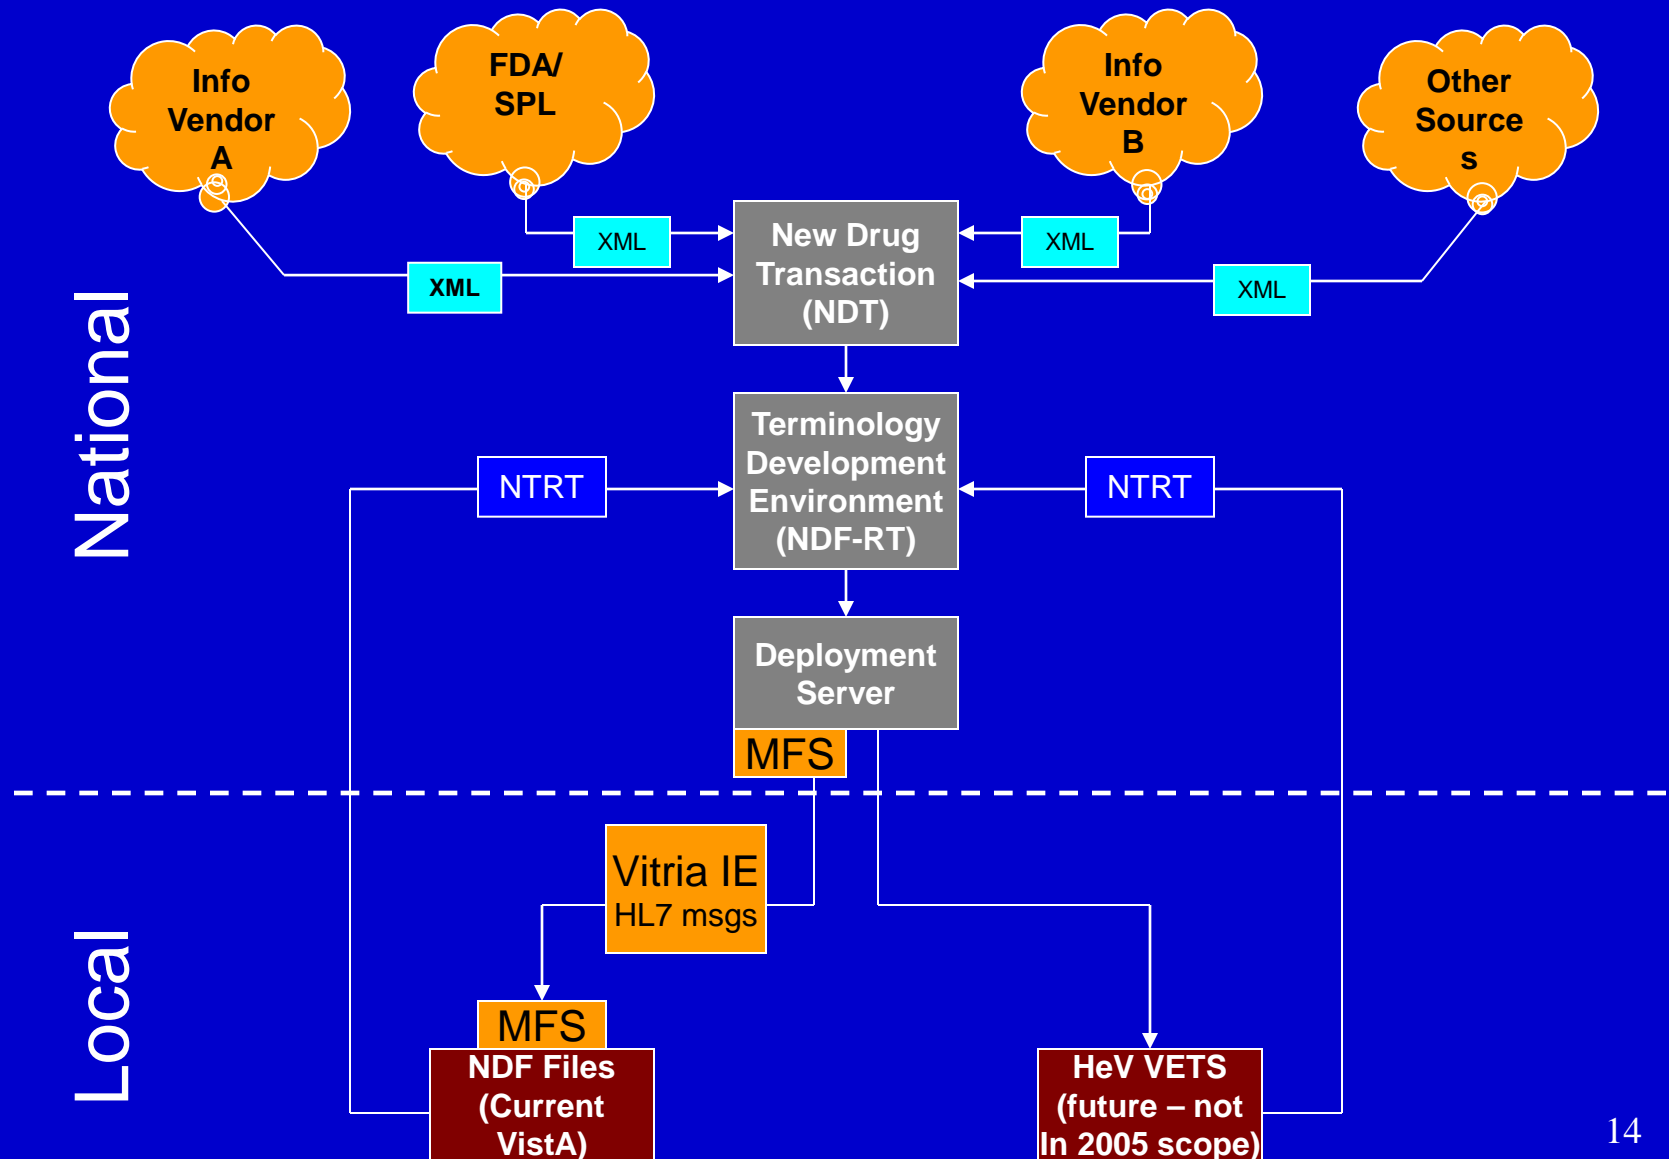 Info
Vendor
A
FDA/
SPL
Info
Vendor
B
Other
Source
s
XML
XML
XML
XML
New Drug
Transaction
(NDT)
National
Terminology
Development
Environment
(NDF-RT)
NTRT
NTRT
Deployment
Server
MFS
Local
Vitria IE
HL7 msgs
MFS
NDF Files
(Current
VistA)
HeV VETS
(future – not
In 2005 scope)
14